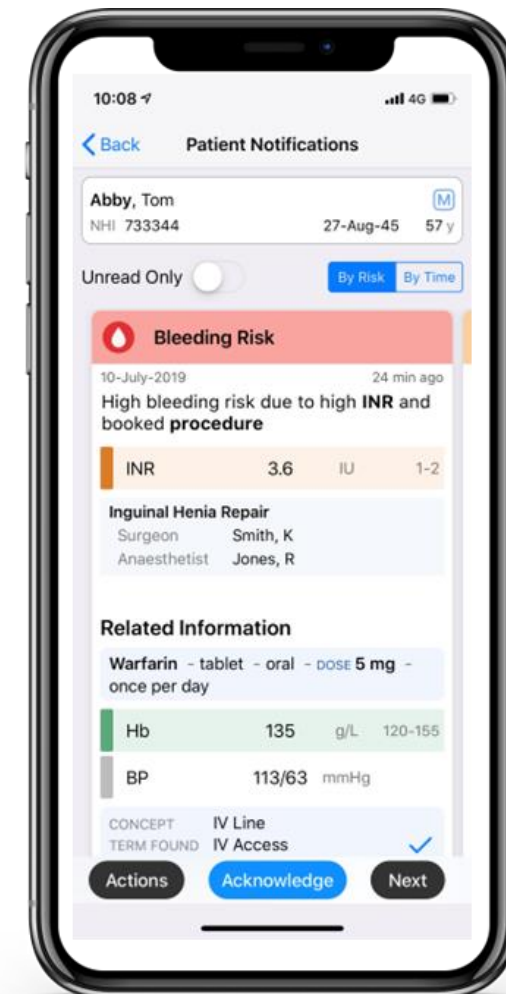 10:08 4G
Back Patient Notifications
Abby, Tom M
NHI 733344 27-Aug-45 57 y
Unread Only By Risk By Time
Bleeding Risk
10-July-2019 24 min ago
High bleeding risk due to high INR and
booked procedure
INR 3.6 IU 1-2
Inguinal Henia Repair
Surgeon Smith, K
Anaesthetist Jones, R
Related Information
Warfarin - tablet - oral - DOSE 5 mg -
once per day
Hb 135 g/L 120-155
BP 113/63 mmHg
CONCEPT IV Line
TERM FOUND IV Access
Actions Acknowledge Next